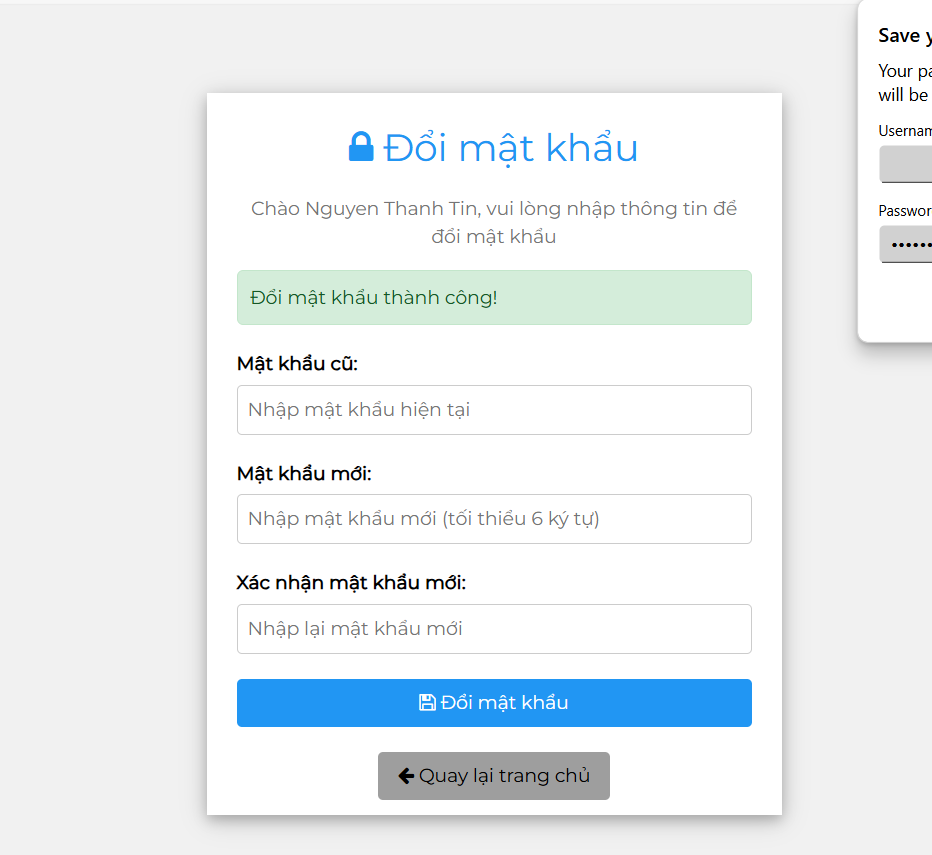 Đổi mật khẩu
Chào Nguyen Thanh Tin, vui lòng nhập thông tin để
đổi mật khẩu
Đổi mật khẩu thành công!
Mật khẩu cũ:
Nhập mật khẩu hiện tại
Mật khẩu mới:
Nhập mật khẩu mới (tối thiểu 6 ký tự)
Xác nhận mật khẩu mới:
Nhập lại mật khẩu mới
Đổi mật khẩu
Quay lại trang chủ
Save
Your
will be